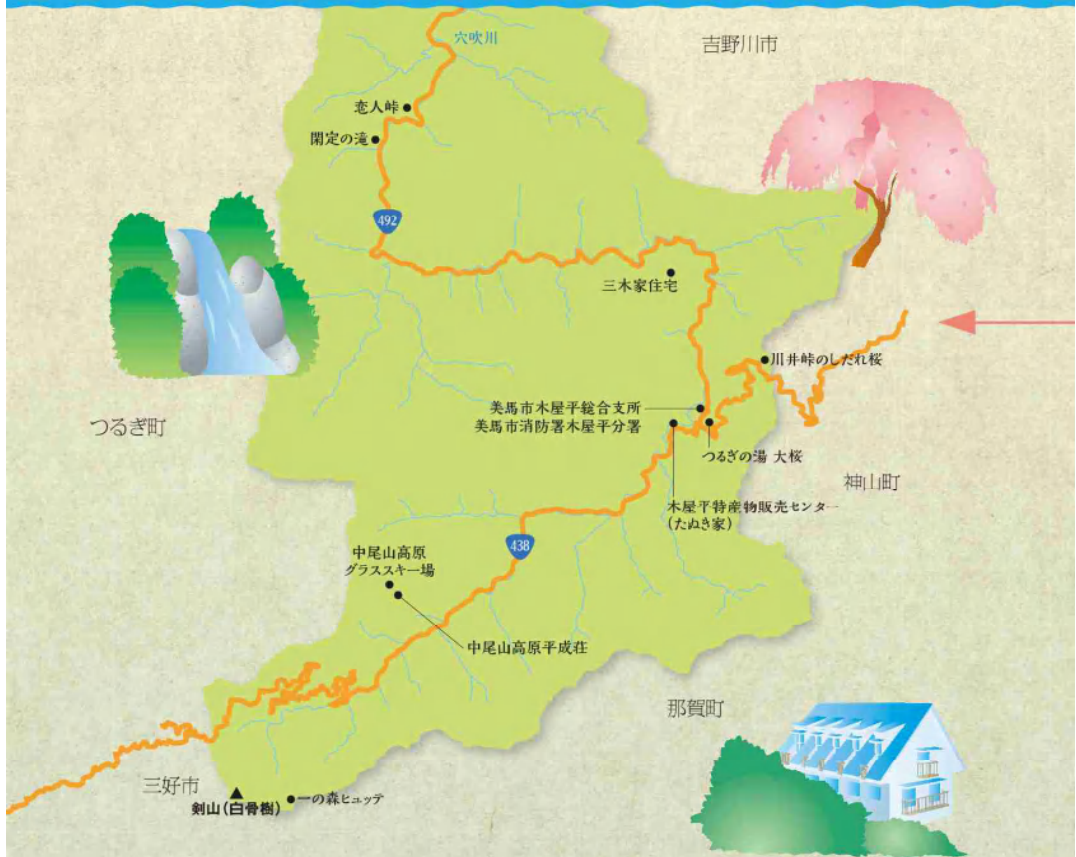 穴吹川
吉野川市
恋人峠
閑定の滝
492
三木家住宅
川井峠のしだれ桜
美馬市木屋平総合支所
美馬市消防署木屋平分署
つるぎ町
つるぎの湯 大桜
神山町
木屋平特産物販売センター
(たぬき家)
438
中尾山高原
グラススキー場
中尾山高原平成荘
那賀町
三好市
剣山(白骨樹)
一の森ヒュッテ